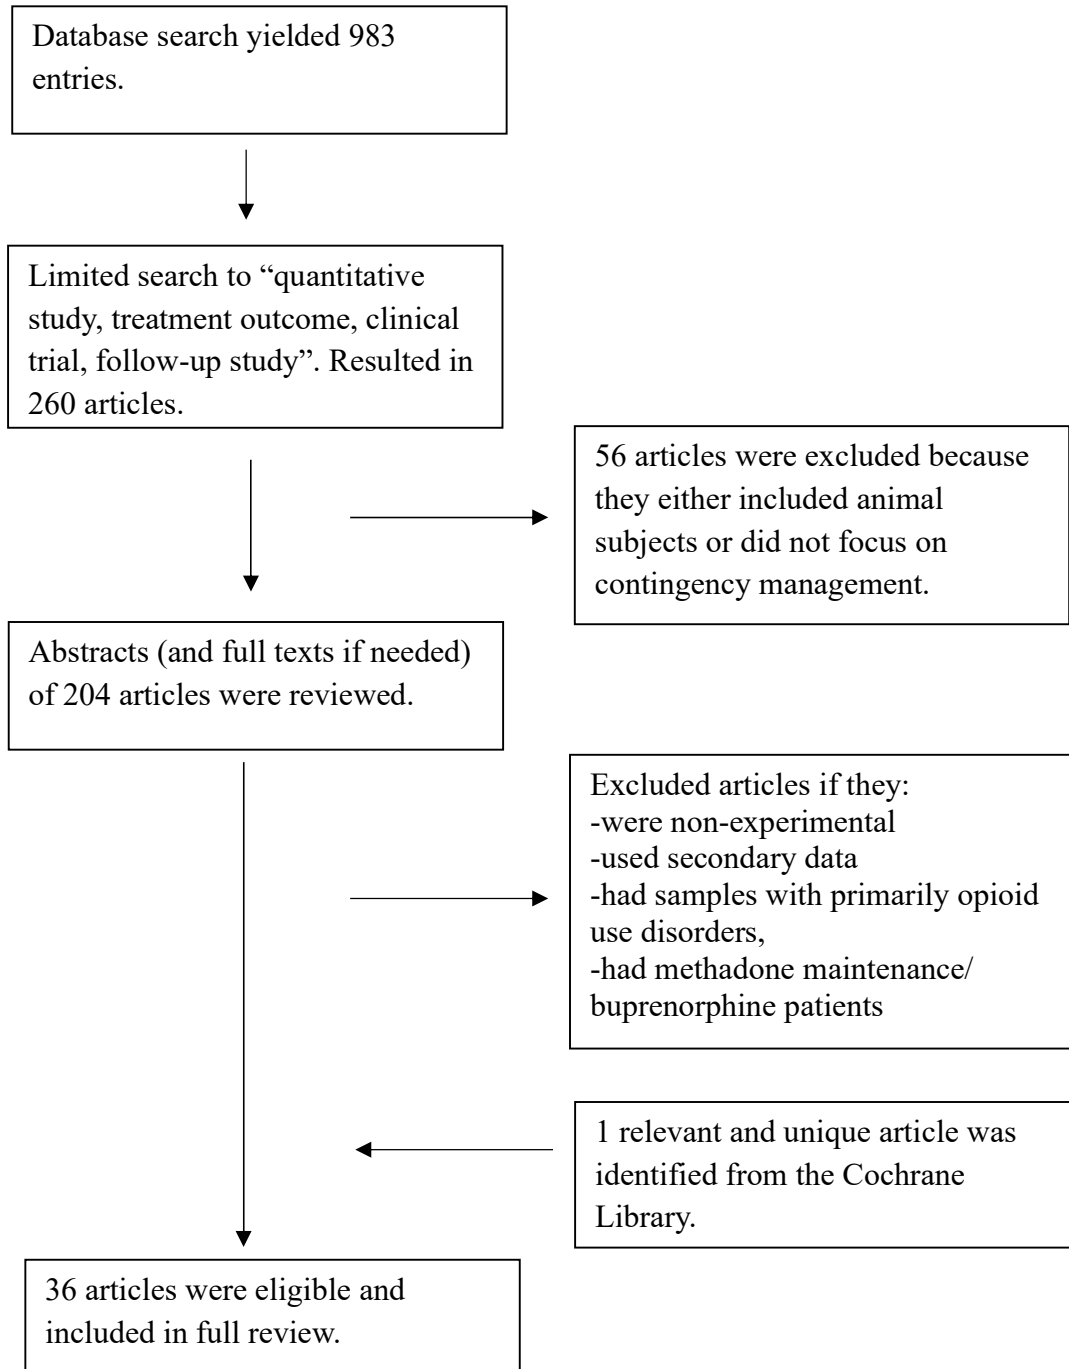 Database search yielded 983
entries.
Limited search to “quantitative
study, treatment outcome, clinical
trial, follow-up study”. Resulted in
260 articles.
56 articles were excluded because
they either included animal
subjects or did not focus on
contingency management.
Abstracts (and full texts if needed)
of 204 articles were reviewed.
Excluded articles if they:
-were non-experimental
-used secondary data
-had samples with primarily opioid
use disorders,
-had methadone maintenance/
buprenorphine patients
1 relevant and unique article was
identified from the Cochrane
Library.
36 articles were eligible and
included in full review.